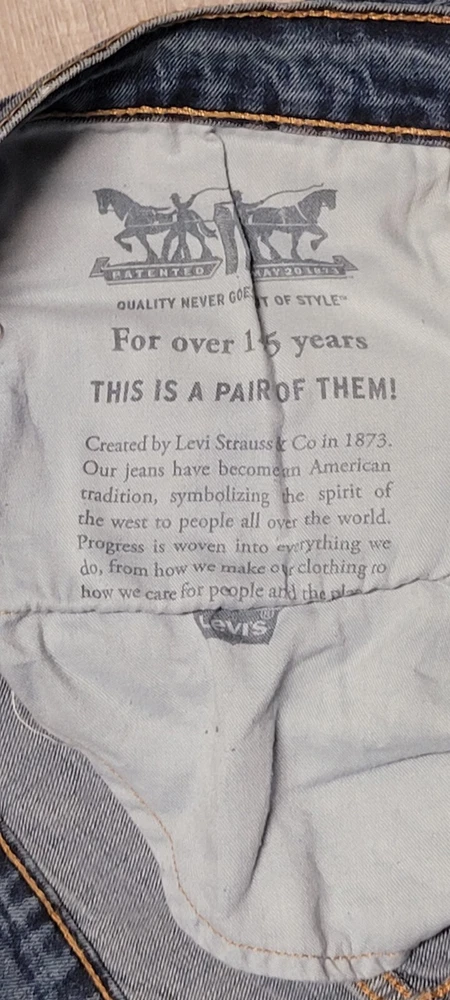 PATENTED MAY 20 1873
QUALITY NEVER GOES T OF STYLE™
For over 1 5 years
THIS IS A PAIR OF THEM!
Created by Levi Strauss & Co in 1873.
Our jeans have become an American
tradition, symbolizing the spirit of
the west to people all over the world.
Progress is woven into everything we
do, from how we make our clothing to
how we care for people and the
Levi's®